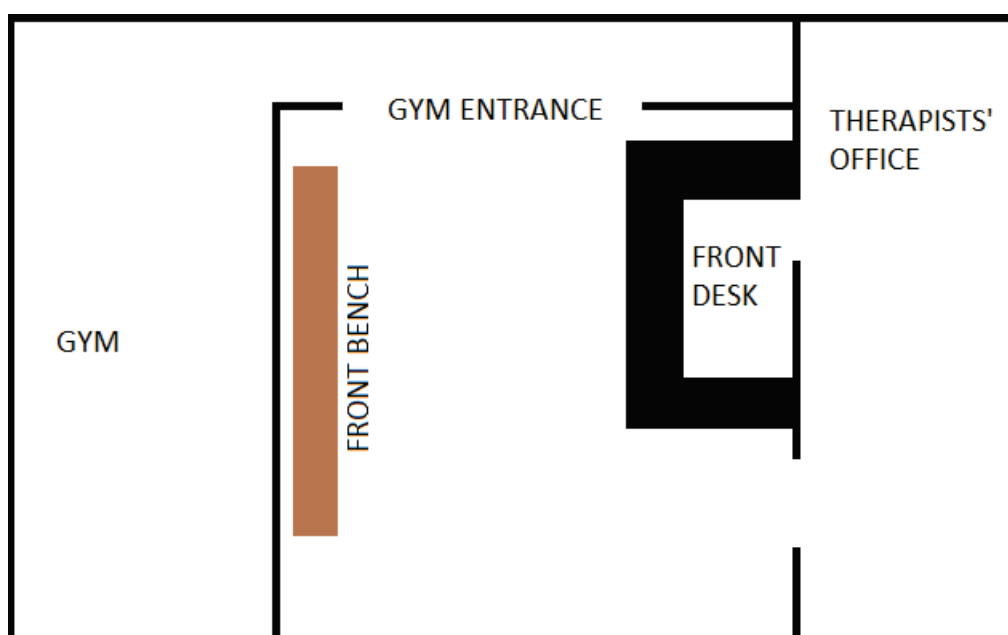 GYM ENTRANCE
THERAPISTS'
OFFICE
FRONT
DESK
FRONT BENCH
GYM